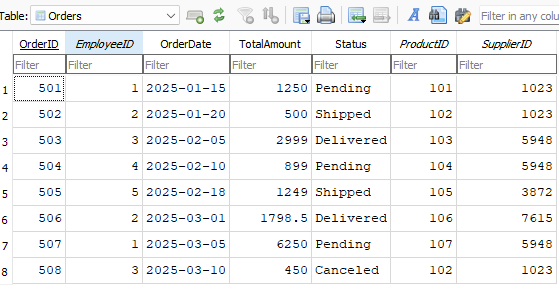 Table: Orders Filter in any colu
OrderID EmployeeID OrderDate TotalAmount Status ProductID SupplierID
Filter Filter Filter Filter Filter Filter Filter
1 501 1 2025-01-15 1250 Pending 101 1023
2 502 2 2025-01-20 500 Shipped 102 1023
3 503 3 2025-02-05 2999 Delivered 103 5948
4 504 4 2025-02-10 899 Pending 104 5948
5 505 5 2025-02-18 1249 Shipped 105 3872
6 506 2 2025-03-01 1798.5 Delivered 106 7615
7 507 1 2025-03-05 6250 Pending 107 5948
8 508 3 2025-03-10 450 Canceled 102 1023